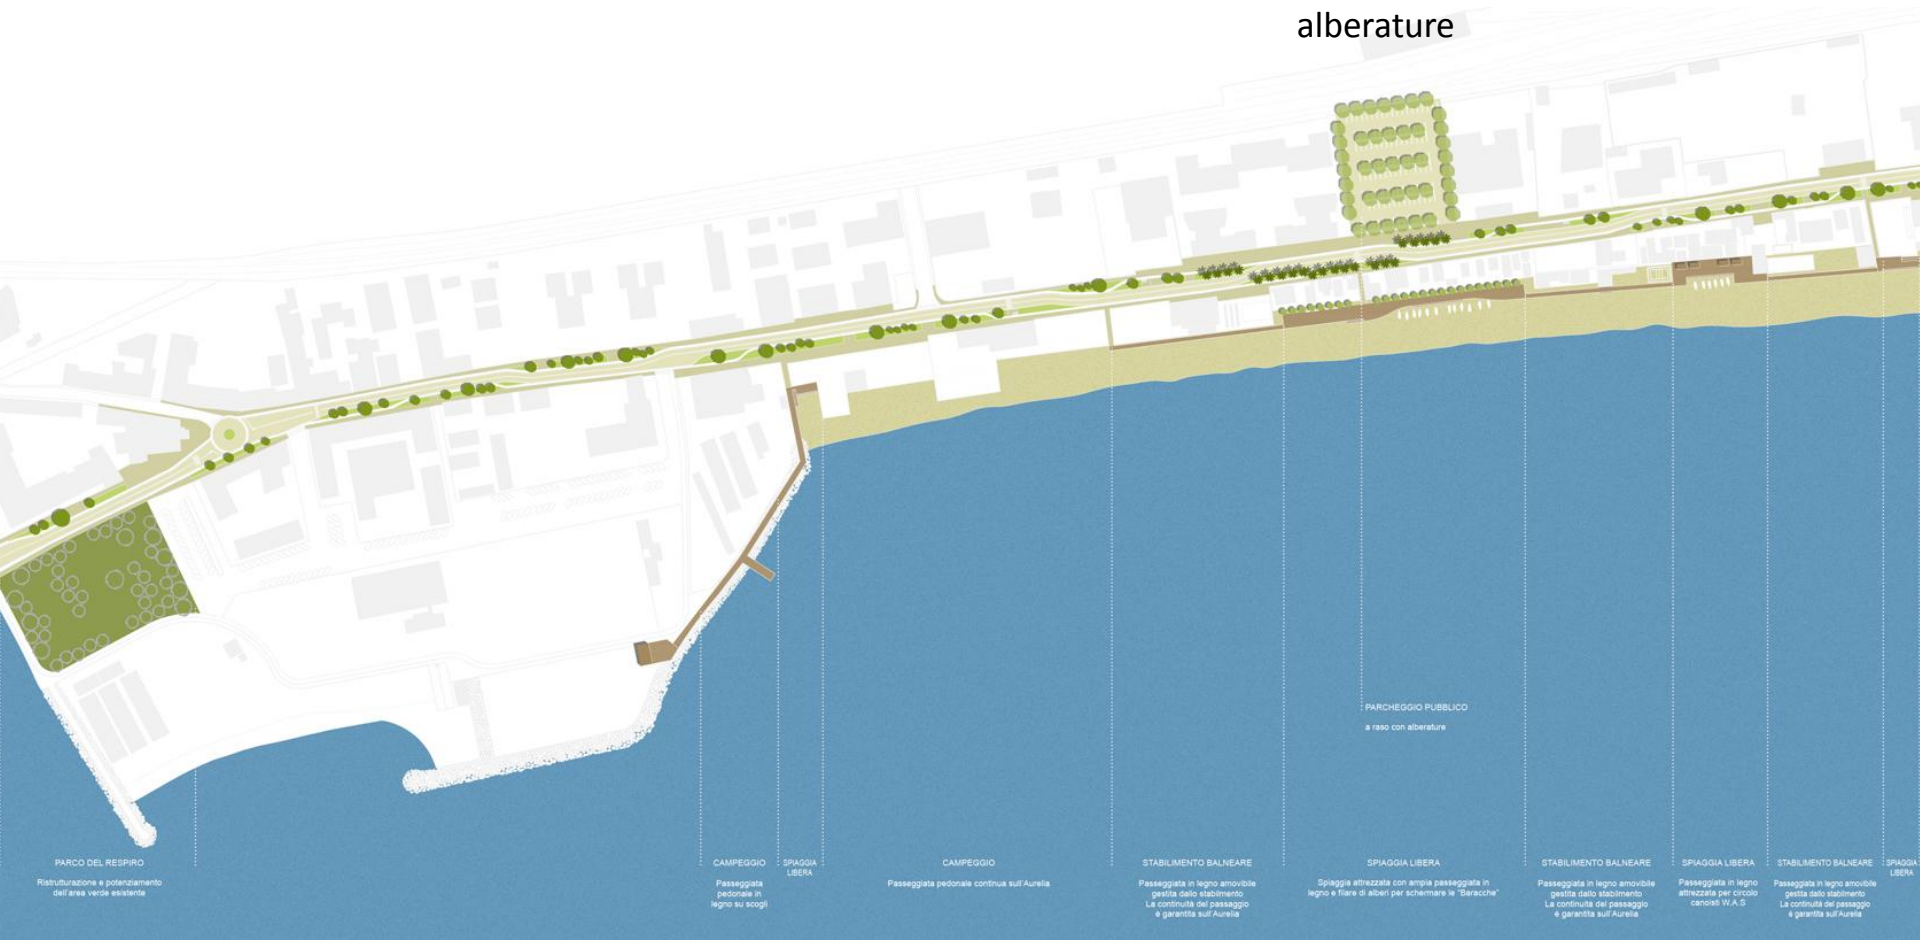 alberature
PARCHEGGIO PUBBLICO
a raso con alberature
PARCO DEL RESPIRO
Ristrutturazione e potenziamento
dell'area verde esistente
CAMPEGGIO
Passeggiata
pedonale in
legno su scogli
SPIAGGIA
LIBERA
CAMPEGGIO
Passeggiata pedonale continua sull'Aurelia
STABILIMENTO BALNEARE
Passeggiata in legno amovibile
gestita dallo stabilmento
La continuità del passaggio
è garantita sull'Aurelia
SPIAGGIA LIBERA
Spiaggia attrezzata con ampia passeggiata in
legno e filare di alberi per schermare le "Baracche"
STABILIMENTO BALNEARE
Passeggiata in legno amovibile
gestita dallo stabilmento
La continuità del passaggio
è garantita sull'Aurelia
SPIAGGIA LIBERA
Passeggiata in legno
attrezzata per circolo
canoisti W.A.S
STABILIMENTO BALNEARE
Passeggiata in legno amovibile
gestita dallo stabilmento
La continuità del passaggio
è garantita sull'Aurelia
SPIAGGIA
LIBERA